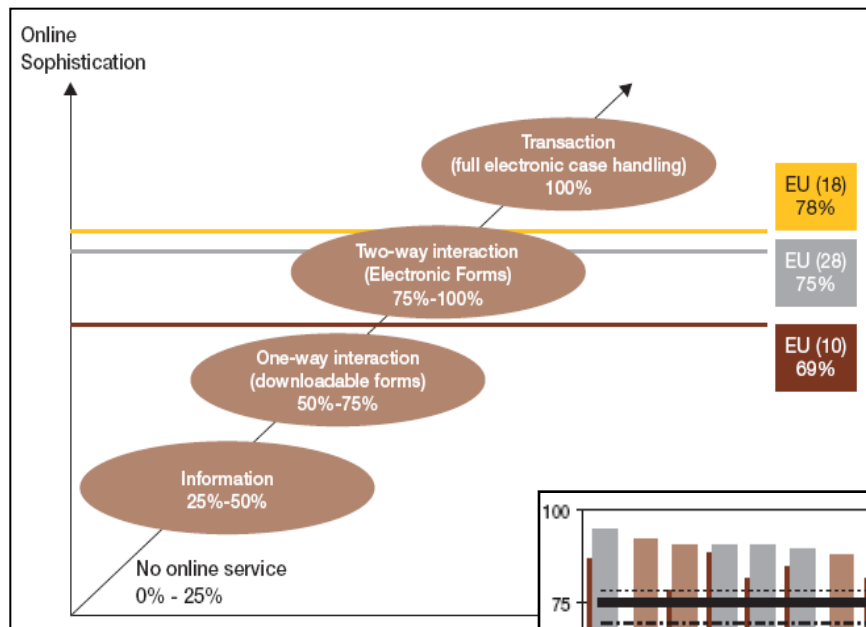 Online
Sophistication
Transaction
(full electronic case handling)
100%
EU (18)
78%
Two-way interaction
(Electronic Forms)
75%-100%
EU (28)
75%
One-way interaction
(downloadable forms)
50%-75%
EU (10)
69%
Information
25%-50%
No online service
0% - 25%
100
75